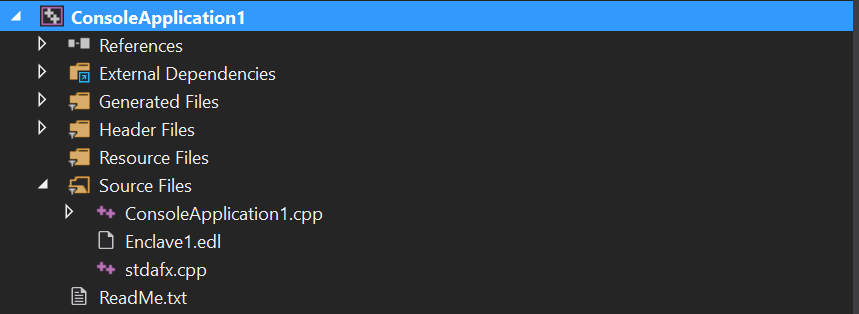 ConsoleApplication1
References
External Dependencies
Generated Files
Header Files
Resource Files
Source Files
ConsoleApplication1.cpp
Enclave1.edl
stdafx.cpp
ReadMe.txt